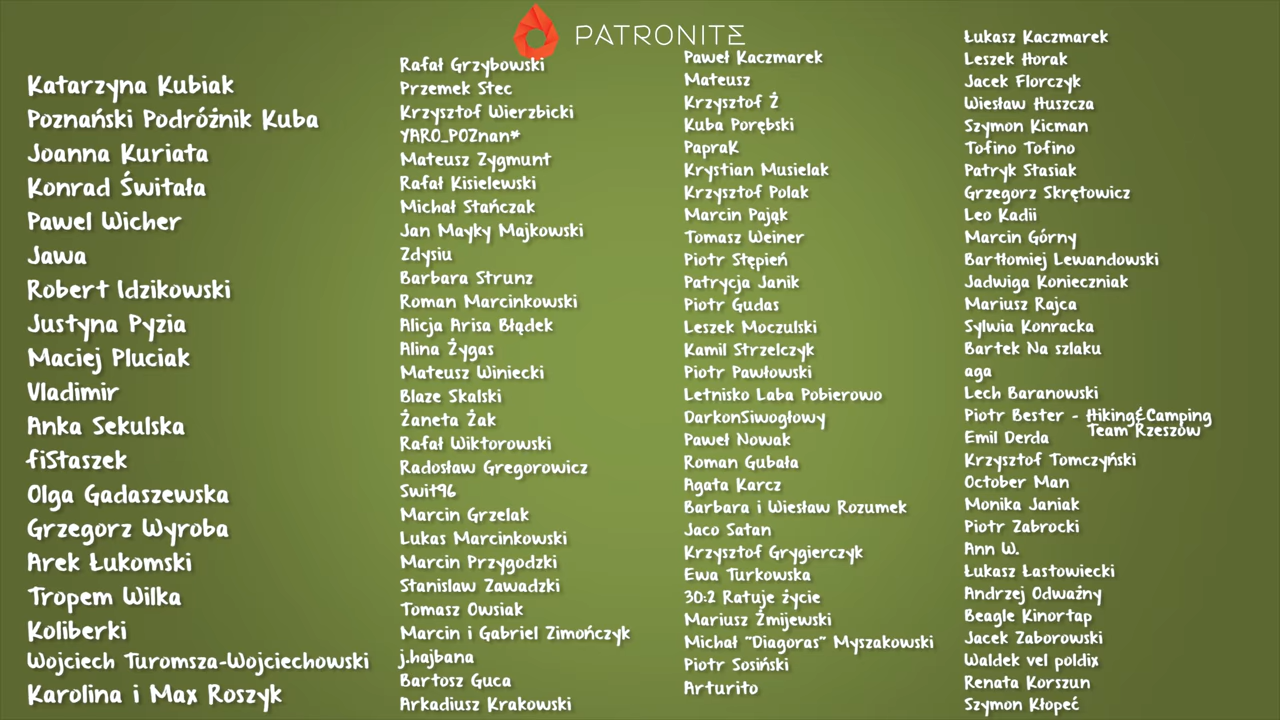 PATRONITE
Katarzyna Kubiak
Poznański Podróżnik Kuba
Joanna Kuriata
Konrad Świtała
Pawel Wicher
Jawa
Robert Idzikowski
Justyna Pyzia
Maciej Pluciak
Vladimir
Anka Sekulska
fiStaszek
Olga Gadaszewska
Grzegorz Wyroba
Arek Łukomski
Tropem Wilka
Koliberki
Wojciech Turomsza-Wojciechowski
Karolina i Max Roszyk
Rafał Grzybowski
Przemek Stec
Krzysztof Wierzbicki
YARO_POZnan*
Mateusz Zygmunt
Rafał Kisielewski
Michał Stańczak
Jan Mayky Majkowski
Zdysiu
Barbara Strunz
Roman Marcinkowski
Alicja Arisa Błądek
Alina Żygas
Mateusz Winiecki
Blaze Skalski
Żaneta Żak
Rafał Wiktorowski
Radosław Gregorowicz
Swit96
Marcin Grzelak
Lukas Marcinkowski
Marcin Przygodzki
Stanislaw Zawadzki
Tomasz Owsiak
Marcin i Gabriel Zimończyk
j.hajbana
Bartosz Guca
Arkadiusz Krakowski
Paweł Kaczmarek
Mateusz
Krzysztof Ż
Kuba Porębski
PapraK
Krystian Musielak
Krzysztof Polak
Marcin Pająk
Tomasz Weiner
Piotr Stępień
Patrycja Janik
Piotr Gudas
Leszek Moczulski
Kamil Strzelczyk
Piotr Pawłowski
Letnisko Laba Pobierowo
DarkonSiwogłowy
Paweł Nowak
Roman Gubała
Agata Karcz
Barbara i Wiesław Rozumek
Jaco Satan
Krzysztof Grygierczyk
Ewa Turkowska
30:2 Ratuje życie
Mariusz Żmijewski
Michał "Diagoras" Myszakowski
Piotr Sosiński
Arturito
Łukasz Kaczmarek
Leszek Horak
Jacek Florczyk
Wiesław Huszcza
Szymon Kicman
Tofino Tofino
Patryk Stasiak
Grzegorz Skrętowicz
Leo Kadii
Marcin Górny
Bartłomiej Lewandowski
Jadwiga Konieczniak
Mariusz Rajca
Sylwia Konracka
Bartek Na szlaku
aga
Lech Baranowski
Piotr Bester - Hiking&Camping
Team Rzeszów
Emil Derda
Krzysztof Tomczyński
October Man
Monika Janiak
Piotr Zabrocki
Ann W.
Łukasz Łastowiecki
Andrzej Odważny
Beagle Kinortap
Jacek Zaborowski
Waldek vel poldix
Renata Korszun
Szymon Kłopeć